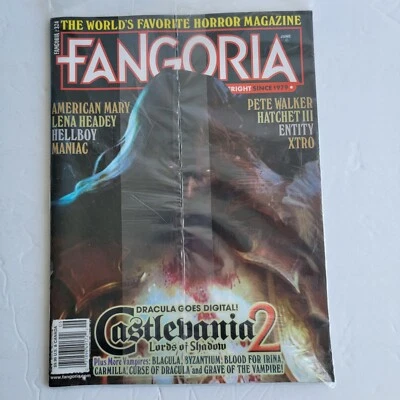 THE WORLD'S FAVORITE HORROR MAGAZINE
FANGORIA
FRIGHT SINCE 1979
AMERICAN MARY
LENA HEADEY
HELLBOY
MANIAC
PETE WALKER
HATCHET III
ENTITY
XTRO
DRACULA GOES DIGITAL!
Castlevania 2
Lords of Shadow
Plus More Vampires: BLACULA, BYZANTIUM, BLOOD FOR IRINA
CARMILLA, CURSE OF DRACULA and GRAVE OF THE VAMPIRE!